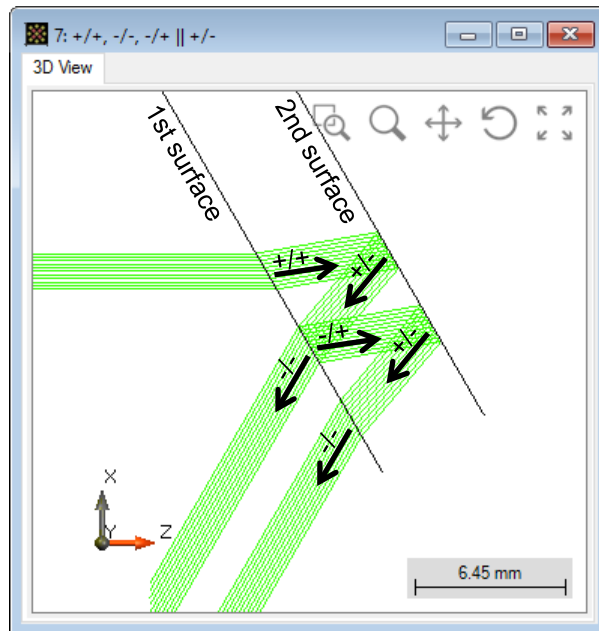 7: +/+, -/-, -/+ || +/-
3D View
1st surface
2nd surface
+/+
+/-
-/+
+/-
-/-
-/-
X
Y
Z
6.45 mm